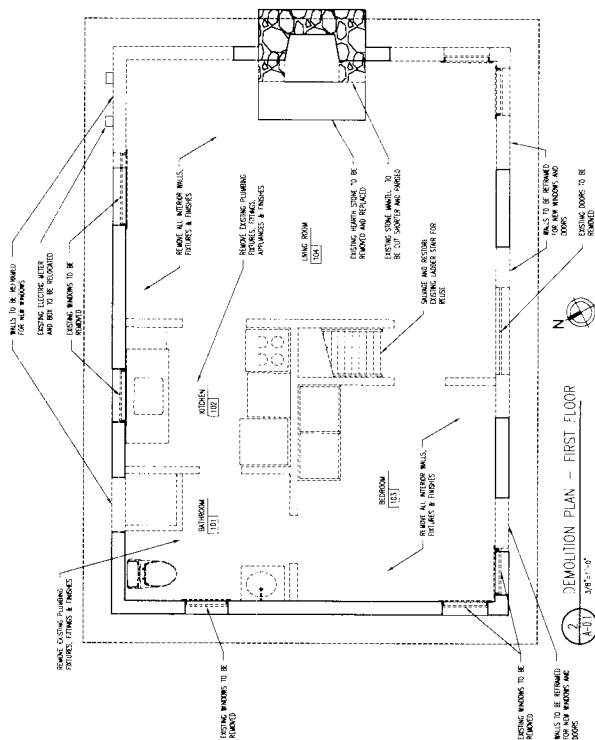 WALLS TO BE REFRAMED
FOR NEW WINDOWS
EXISTING ELECTRIC METER
AND BOX TO BE RELOCATED
EXISTING WINDOWS TO BE
REMOVED
REMOVE ALL INTERIOR WALLS,
FIXTURES & FINISHES
REMOVE EXISTING PLUMBING
FIXTURES, FITTINGS,
APPLIANCES & FINISHES
LIVING ROOM
104
EXISTING HEARTH STONE TO BE
REMOVED AND REPLACED
EXISTING STONE MANTEL TO
BE CUT SHORTER AND PARGED
SALVAGE AND RESTORE
EXISTING LADDER STAIR FOR
REUSE
WALLS TO BE REFRAMED
FOR NEW WINDOWS AND
DOORS
EXISTING DOORS TO BE
REMOVED
KITCHEN
102
BATHROOM
101
BEDROOM
103
REMOVE ALL INTERIOR WALLS,
FIXTURES & FINISHES
REMOVE EXISTING PLUMBING
FIXTURES, FITTINGS & FINISHES
EXISTING WINDOWS TO BE
REMOVED
EXISTING WINDOWS TO BE
REMOVED
WALLS TO BE REFRAMED
FOR NEW WINDOWS AND
DOORS
N
2
A-0.1
DEMOLITION PLAN - FIRST FLOOR
3/8"=1'-0"